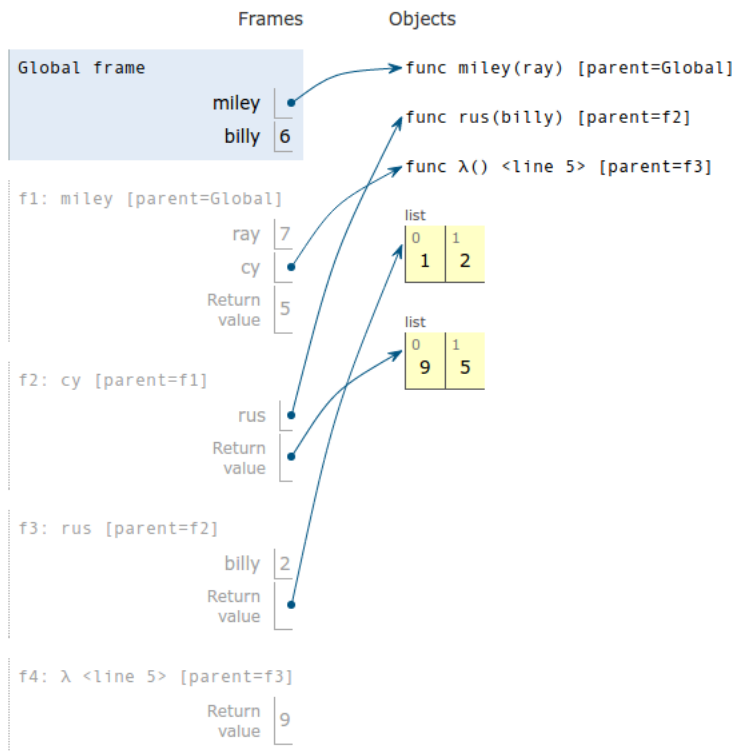 Frames Objects
Global frame
miley
billy 6
func miley(ray) [parent=Global]
func rus(billy) [parent=f2]
func λ() <line 5> [parent=f3]
list
0 1
1 2
list
0 1
9 5
f1: miley [parent=Global]
ray 7
cy
Return
value 5
f2: cy [parent=f1]
rus
Return
value
f3: rus [parent=f2]
billy 2
Return
value
f4: λ <line 5> [parent=f3]
Return
value 9